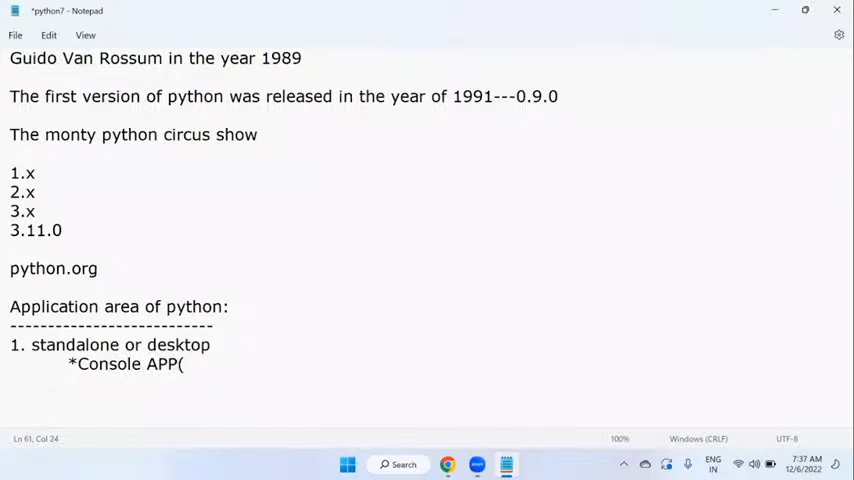 *python7 - Notepad
File Edit View
Guido Van Rossum in the year 1989
The first version of python was released in the year of 1991---0.9.0
The monty python circus show
1.x
2.x
3.x
3.11.0
python.org
Application area of python:
---------------------------
1. standalone or desktop
*Console APP(
Ln 61, Col 24 100% Windows (CRLF) UTF-8
Search
zoom
ENG
IN
7:37 AM
12/6/2022